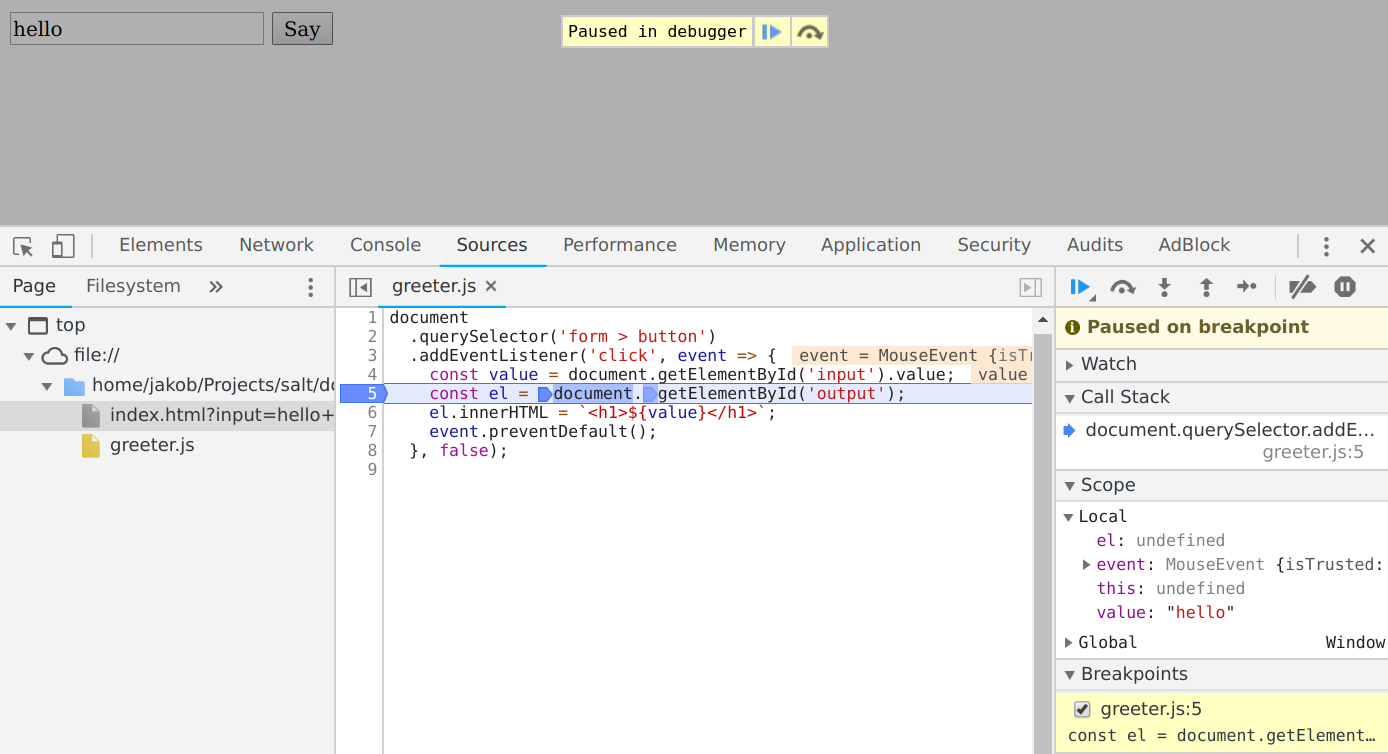 hello Say Paused in debugger
Elements Network Console Sources Performance Memory Application Security Audits AdBlock
Page Filesystem »
top
file://
home/jakob/Projects/salt/do
index.html?input=hello+
greeter.js
greeter.js ×
1 document
2 .querySelector('form > button')
3 .addEventListener('click', event => { event = MouseEvent {isTr
4 const value = document.getElementById('input').value; value
5 const el = document.getElementById('output');
6 el.innerHTML = `<h1>${value}</h1>`;
7 event.preventDefault();
8 }, false);
9
Paused on breakpoint
Watch
Call Stack
document.querySelector.addE…
greeter.js:5
Scope
Local
el: undefined
event: MouseEvent {isTrusted:
this: undefined
value: "hello"
Global Window
Breakpoints
greeter.js:5
const el = document.getElement…